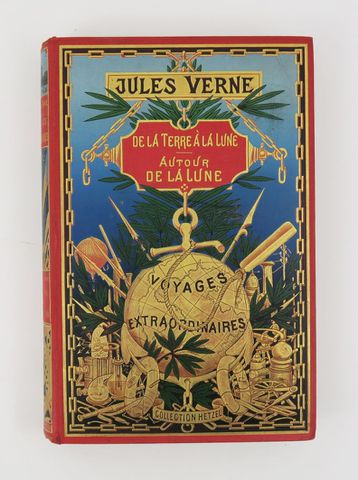 JULES VERNE
DE LA TERRE À LA LUNE
AUTOUR
DE LA LUNE
VOYAGES
EXTRAORDINAIRES
COLLECTION HETZEL